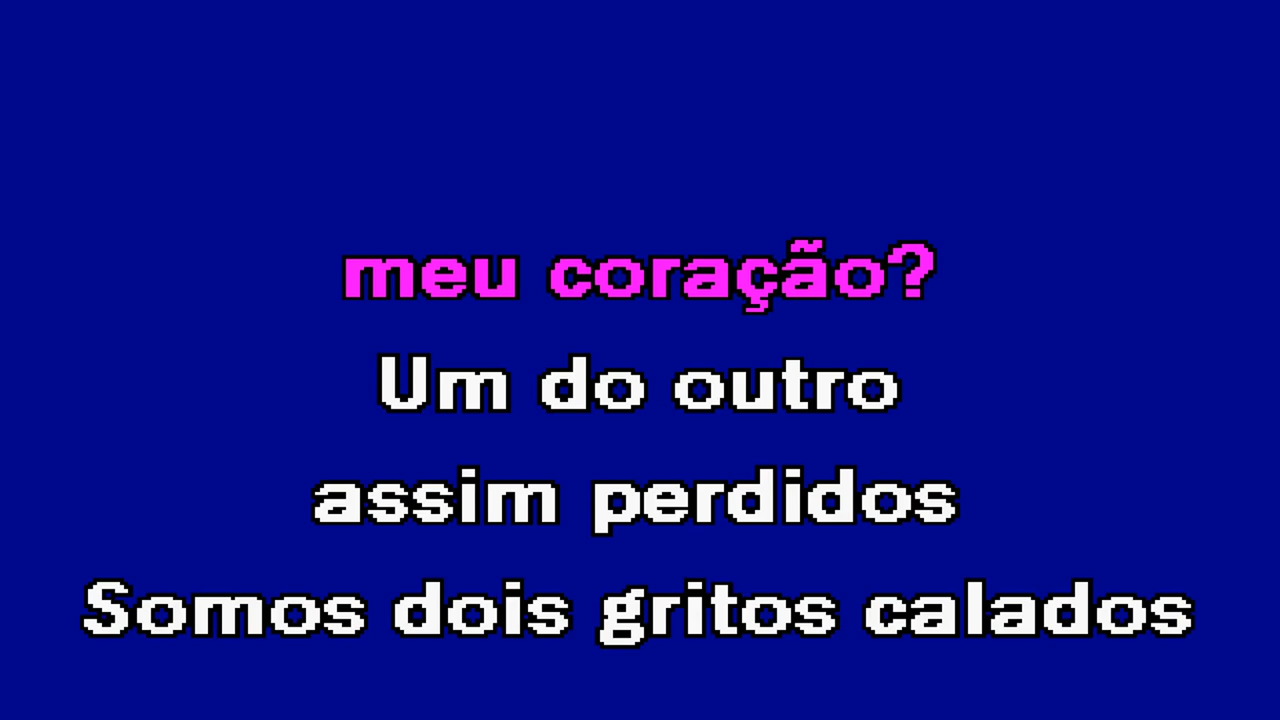 meu coração?
Um do outro
assim perdidos
Somos dois gritos calados